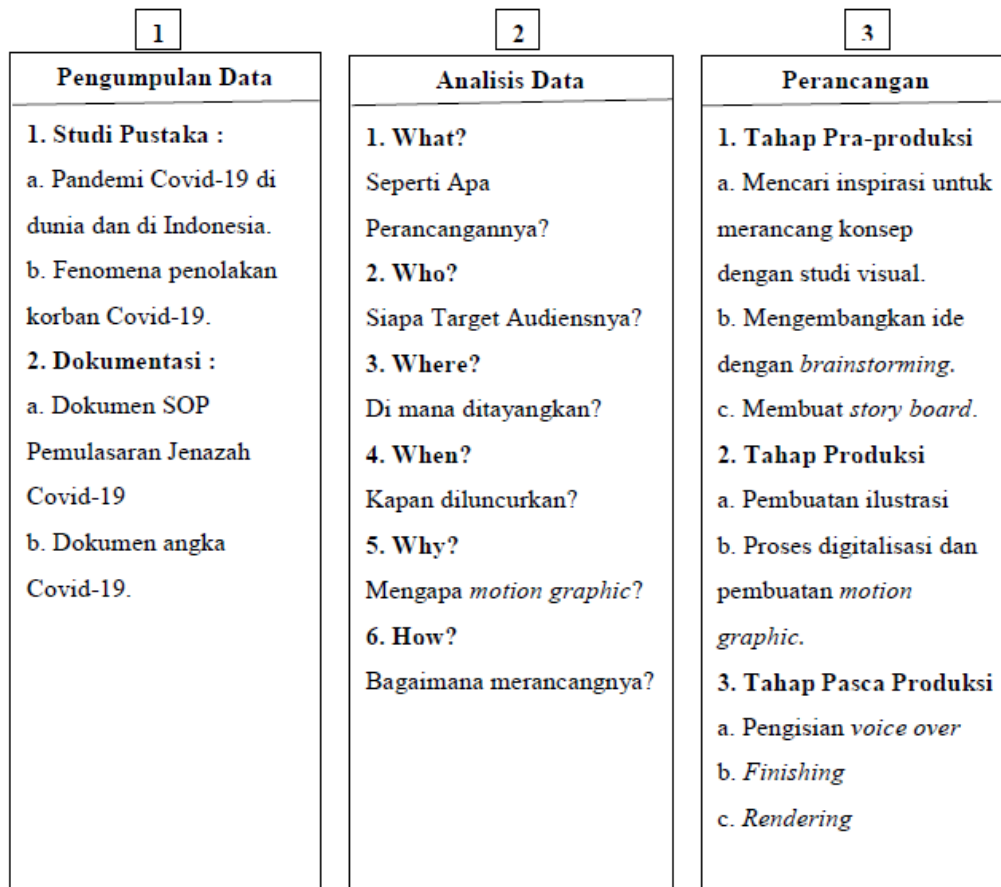 1
Pengumpulan Data
1. Studi Pustaka :
a. Pandemi Covid-19 di
dunia dan di Indonesia.
b. Fenomena penolakan
korban Covid-19.
2. Dokumentasi :
a. Dokumen SOP
Pemulasaran Jenazah
Covid-19
b. Dokumen angka
Covid-19.
2
Analisis Data
1. What?
Seperti Apa
Perancangannya?
2. Who?
Siapa Target Audiensnya?
3. Where?
Di mana ditayangkan?
4. When?
Kapan diluncurkan?
5. Why?
Mengapa motion graphic?
6. How?
Bagaimana merancangnya?
3
Perancangan
1. Tahap Pra-produksi
a. Mencari inspirasi untuk
merancang konsep
dengan studi visual.
b. Mengembangkan ide
dengan brainstorming.
c. Membuat story board.
2. Tahap Produksi
a. Pembuatan ilustrasi
b. Proses digitalisasi dan
pembuatan motion
graphic.
3. Tahap Pasca Produksi
a. Pengisian voice over
b. Finishing
c. Rendering